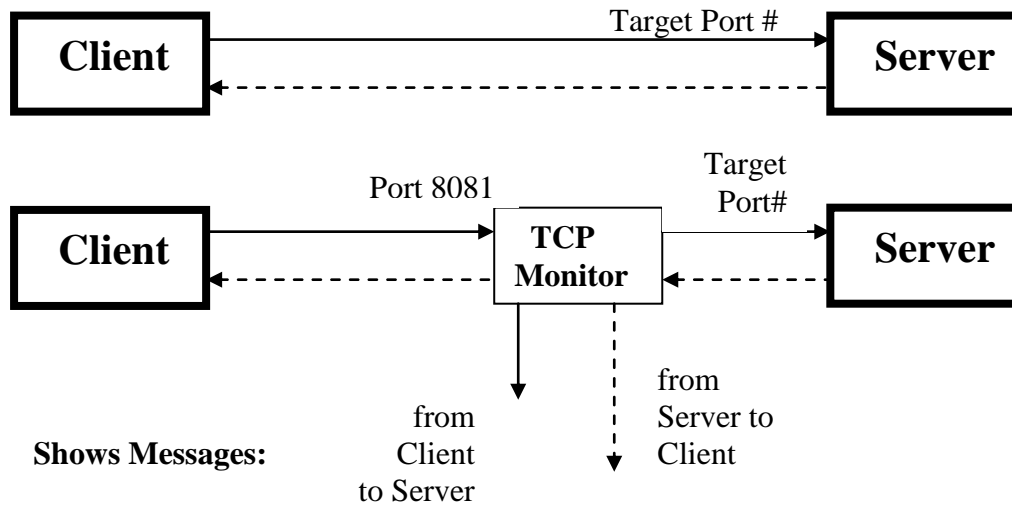 Target Port #
Client
Server
Target
Port#
Port 8081
Client
TCP
Monitor
Server
from
Client
to Server
from
Server to
Client
Shows Messages: